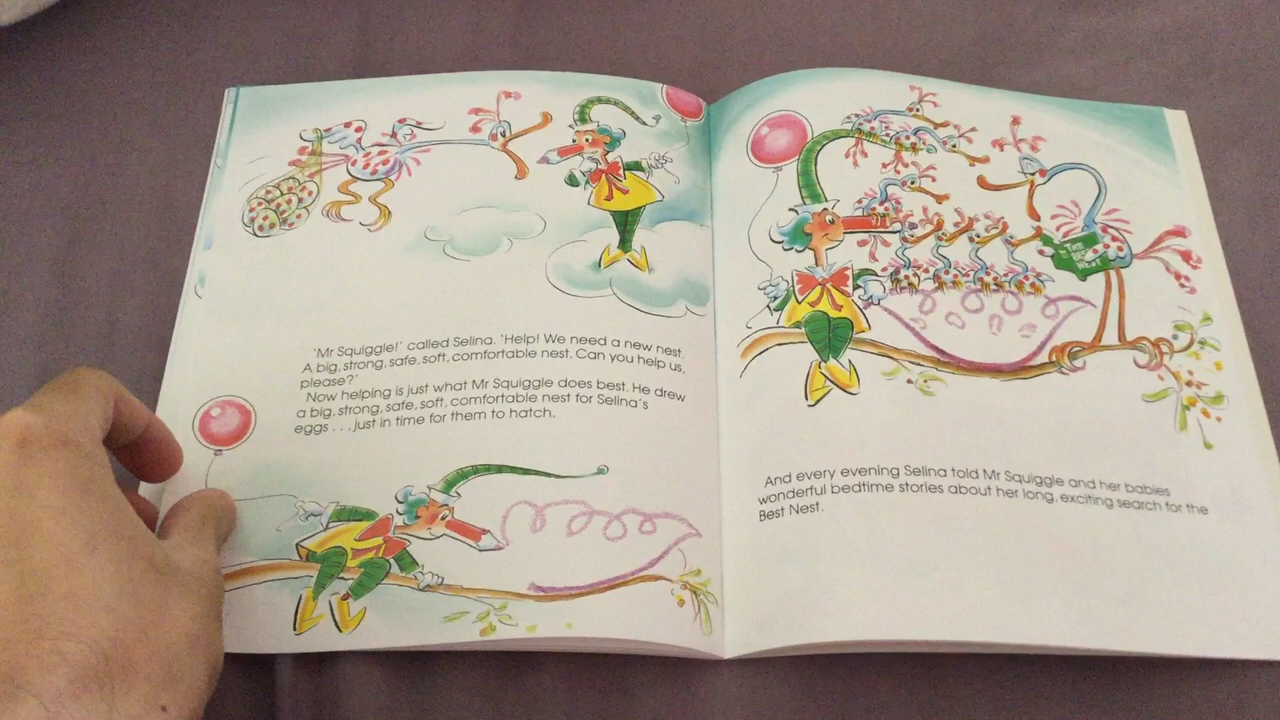 'Mr Squiggle!' called Selina. 'Help! We need a new nest.
A big, strong, safe, soft, comfortable nest. Can you help us,
please?'
Now helping is just what Mr Squiggle does best. He drew
a big, strong, safe, soft, comfortable nest for Selina's
eggs . . . just in time for them to hatch.
THE
And every evening Selina told Mr Squiggle and her babies
wonderful bedtime stories about her long, exciting search for the
Best Nest.